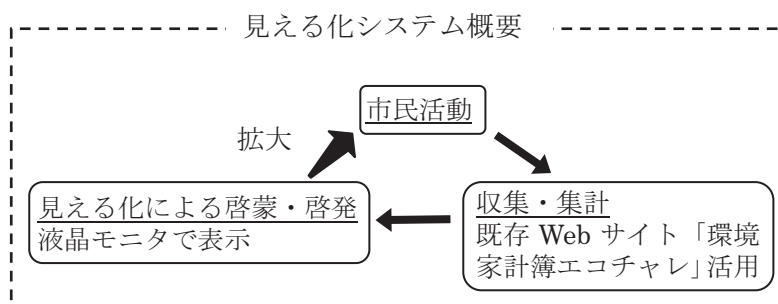 見える化システム概要
市民活動
拡大
見える化による啓蒙・啓発
液晶モニタで表示
収集・集計
既存 Web サイト「環境
家計簿エコチャレ」活用